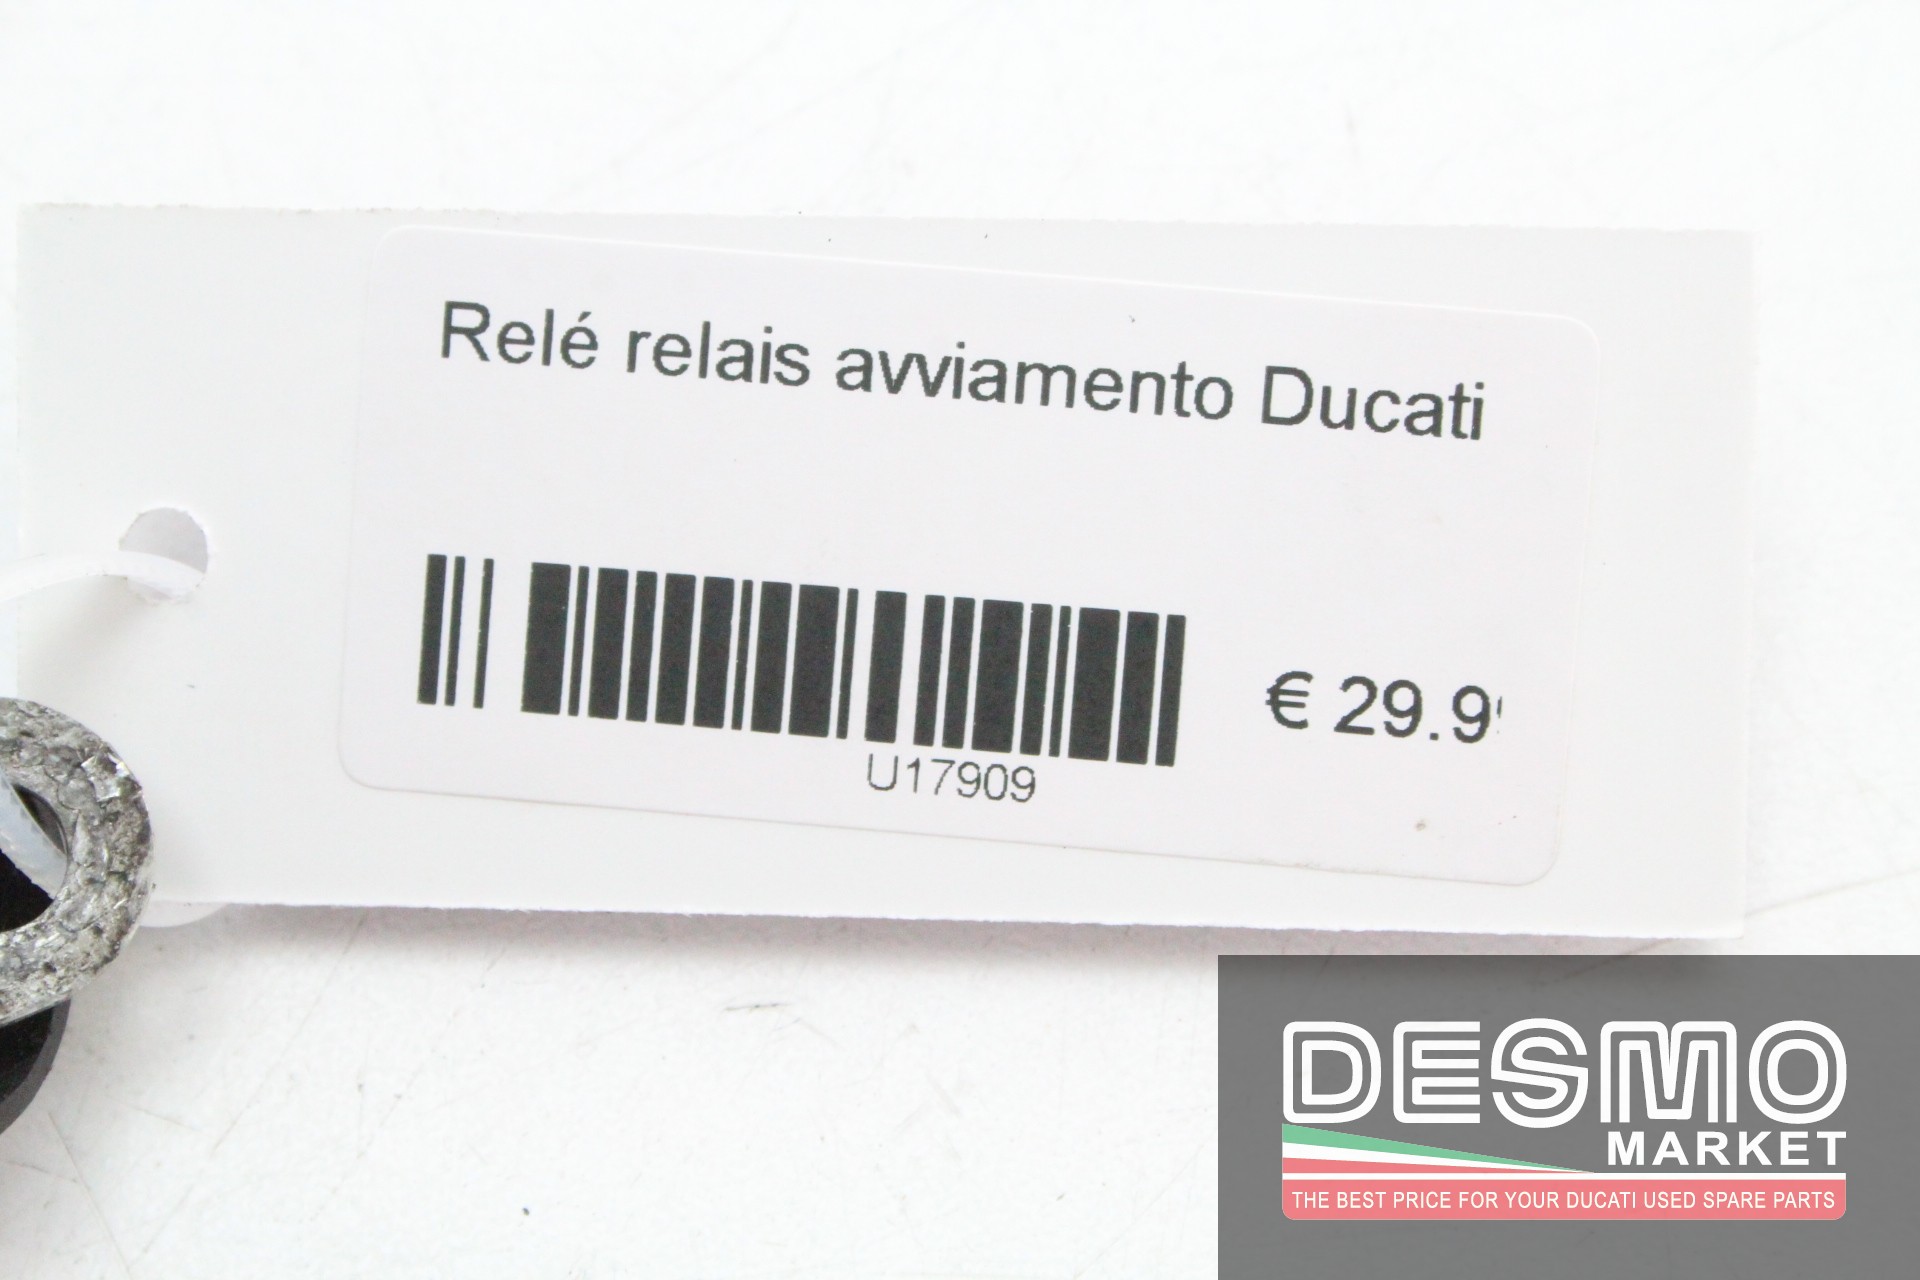 Relé relais avviamento Ducati
€ 29.9
U17909
DESMO
MARKET
THE BEST PRICE FOR YOUR DUCATI USED SPARE PARTS